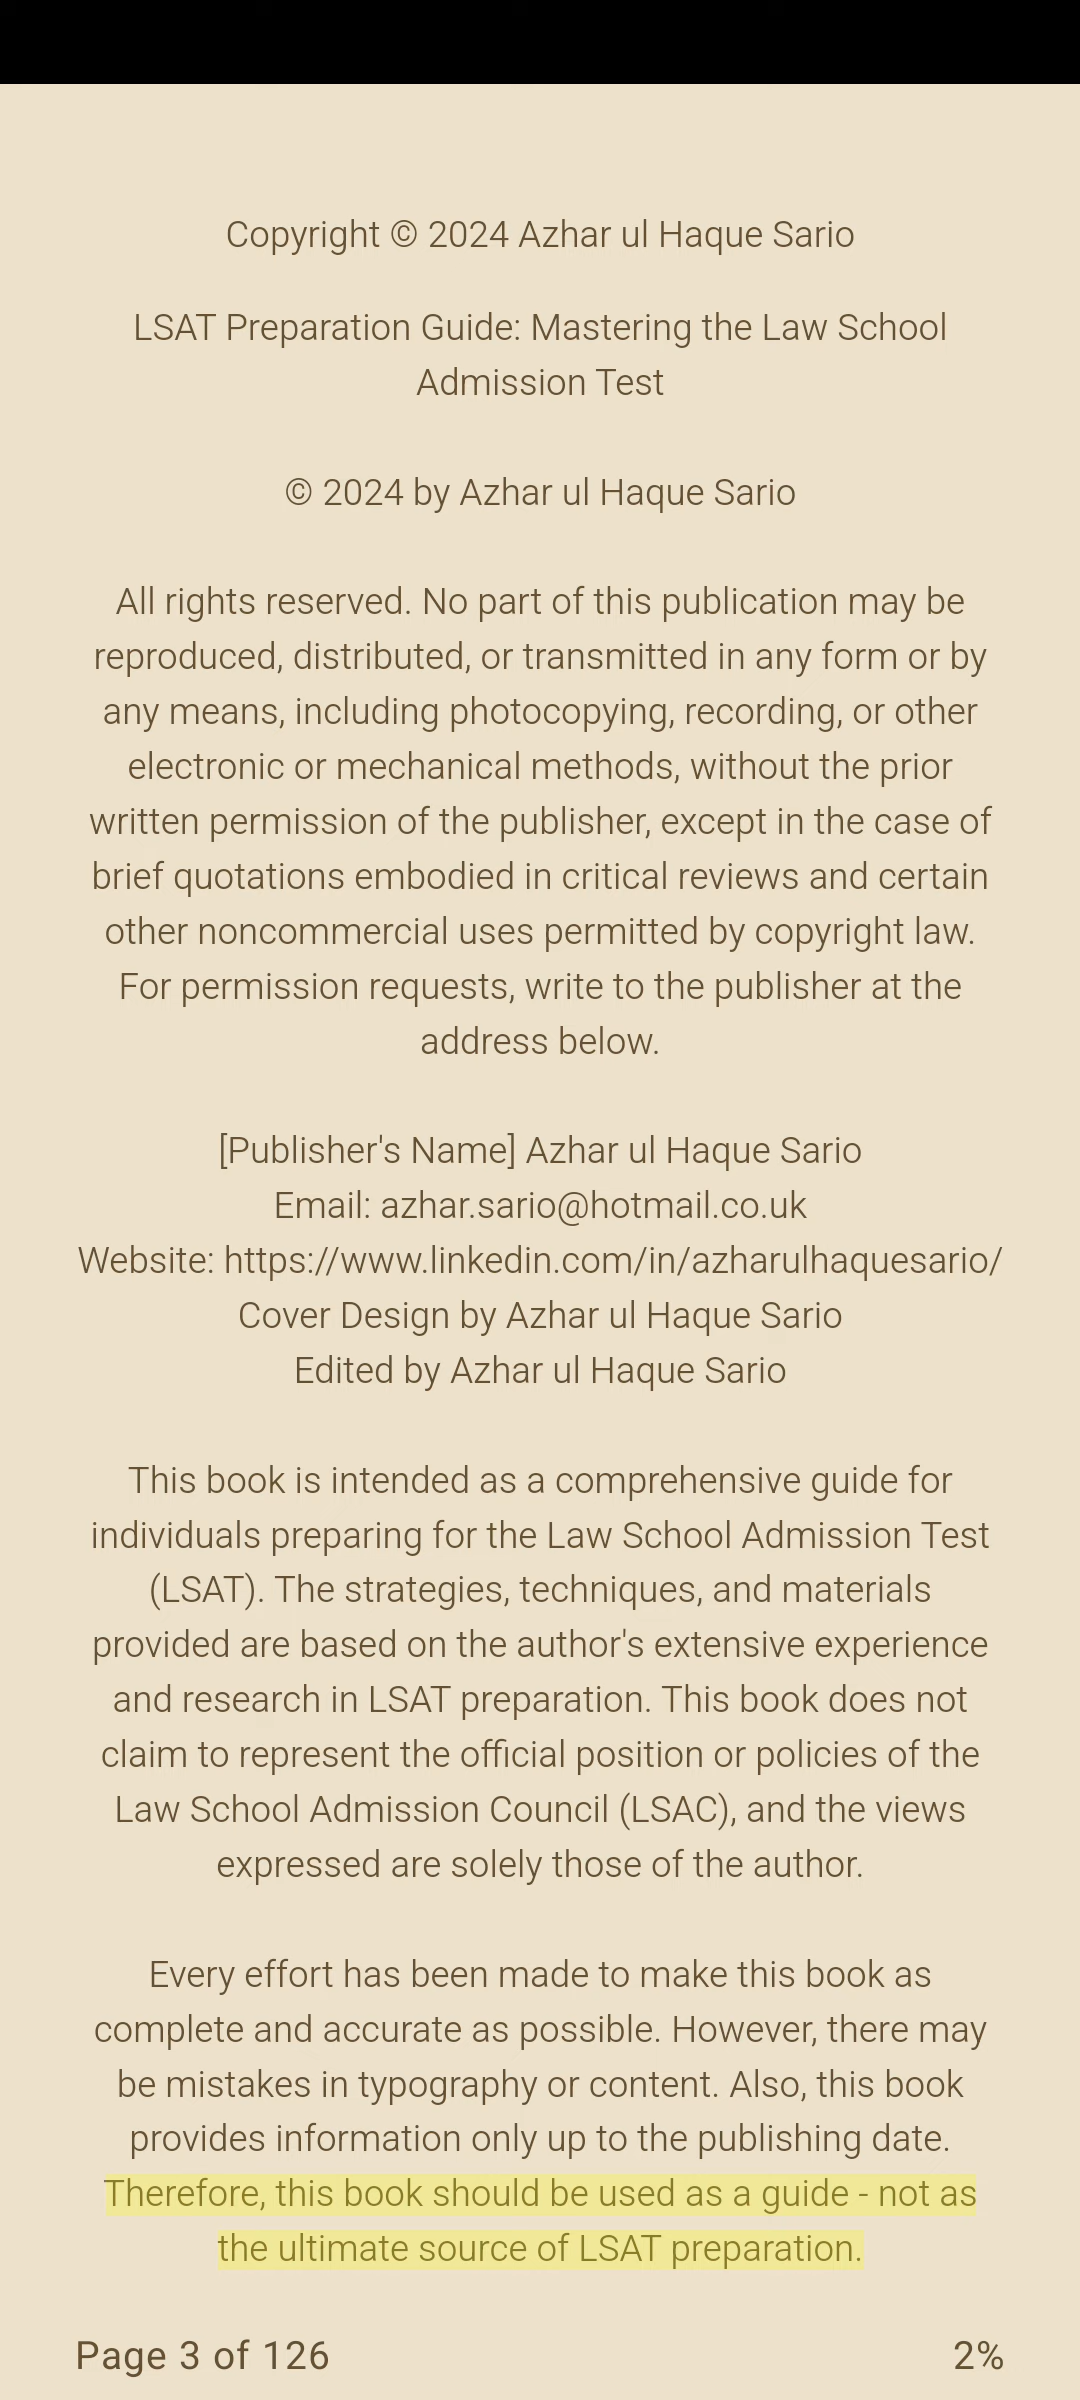 Copyright © 2024 Azhar ul Haque Sario
LSAT Preparation Guide: Mastering the Law School
Admission Test
© 2024 by Azhar ul Haque Sario
All rights reserved. No part of this publication may be
reproduced, distributed, or transmitted in any form or by
any means, including photocopying, recording, or other
electronic or mechanical methods, without the prior
written permission of the publisher, except in the case of
brief quotations embodied in critical reviews and certain
other noncommercial uses permitted by copyright law.
For permission requests, write to the publisher at the
address below.
[Publisher's Name] Azhar ul Haque Sario
Email: azhar.sario@hotmail.co.uk
Website: https://www.linkedin.com/in/azharulhaquesario/
Cover Design by Azhar ul Haque Sario
Edited by Azhar ul Haque Sario
This book is intended as a comprehensive guide for
individuals preparing for the Law School Admission Test
(LSAT). The strategies, techniques, and materials
provided are based on the author's extensive experience
and research in LSAT preparation. This book does not
claim to represent the official position or policies of the
Law School Admission Council (LSAC), and the views
expressed are solely those of the author.
Every effort has been made to make this book as
complete and accurate as possible. However, there may
be mistakes in typography or content. Also, this book
provides information only up to the publishing date.
Therefore, this book should be used as a guide - not as
the ultimate source of LSAT preparation.
Page 3 of 126
2%